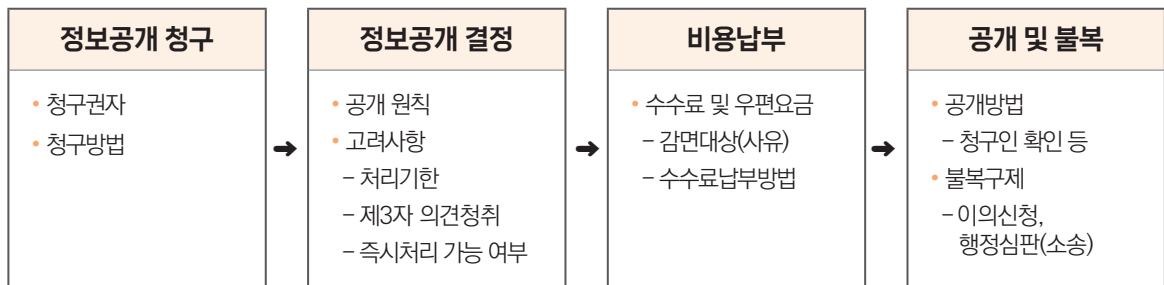 정보공개 청구
• 청구권자
• 청구방법
➜
정보공개 결정
• 공개 원칙
• 고려사항
– 처리기한
– 제3자 의견청취
– 즉시처리 가능 여부
➜
비용납부
• 수수료 및 우편요금
– 감면대상(사유)
– 수수료납부방법
➜
공개 및 불복
• 공개방법
– 청구인 확인 등
• 불복구제
– 이의신청,
행정심판(소송)